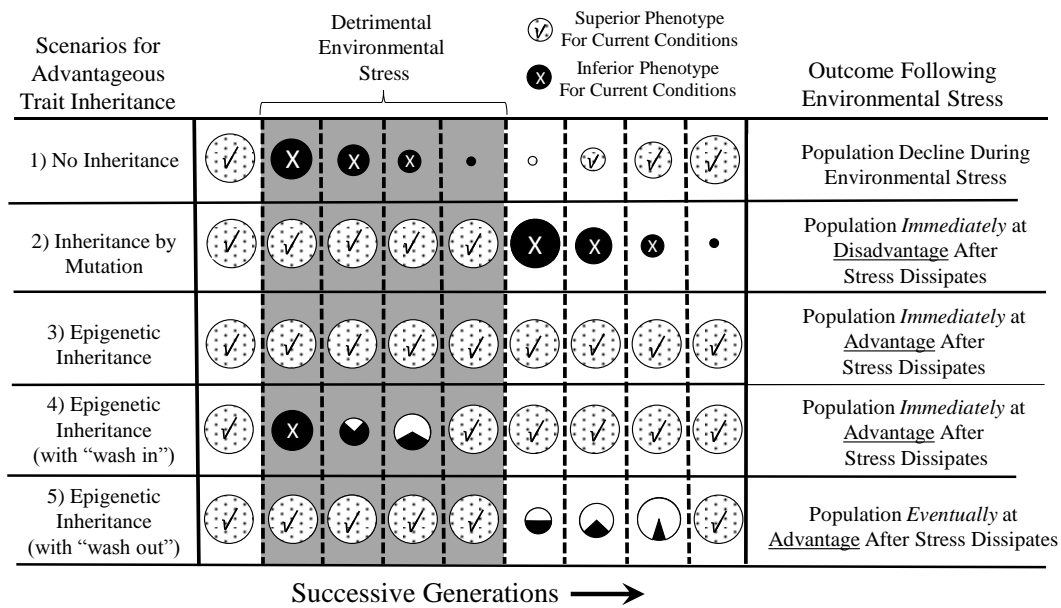 Scenarios for
Advantageous
Trait Inheritance
Detrimental
Environmental
Stress
Superior Phenotype
For Current Conditions
X
Inferior Phenotype
For Current Conditions
Outcome Following
Environmental Stress
1) No Inheritance
X X X
Population Decline During
Environmental Stress
2) Inheritance by
Mutation
X X X
Population Immediately at
Disadvantage After
Stress Dissipates
3) Epigenetic
Inheritance
Population Immediately at
Advantage After
Stress Dissipates
4) Epigenetic
Inheritance
(with “wash in”)
X
Population Immediately at
Advantage After
Stress Dissipates
5) Epigenetic
Inheritance
(with “wash out”)
Population Eventually at
Advantage After Stress Dissipates
Successive Generations